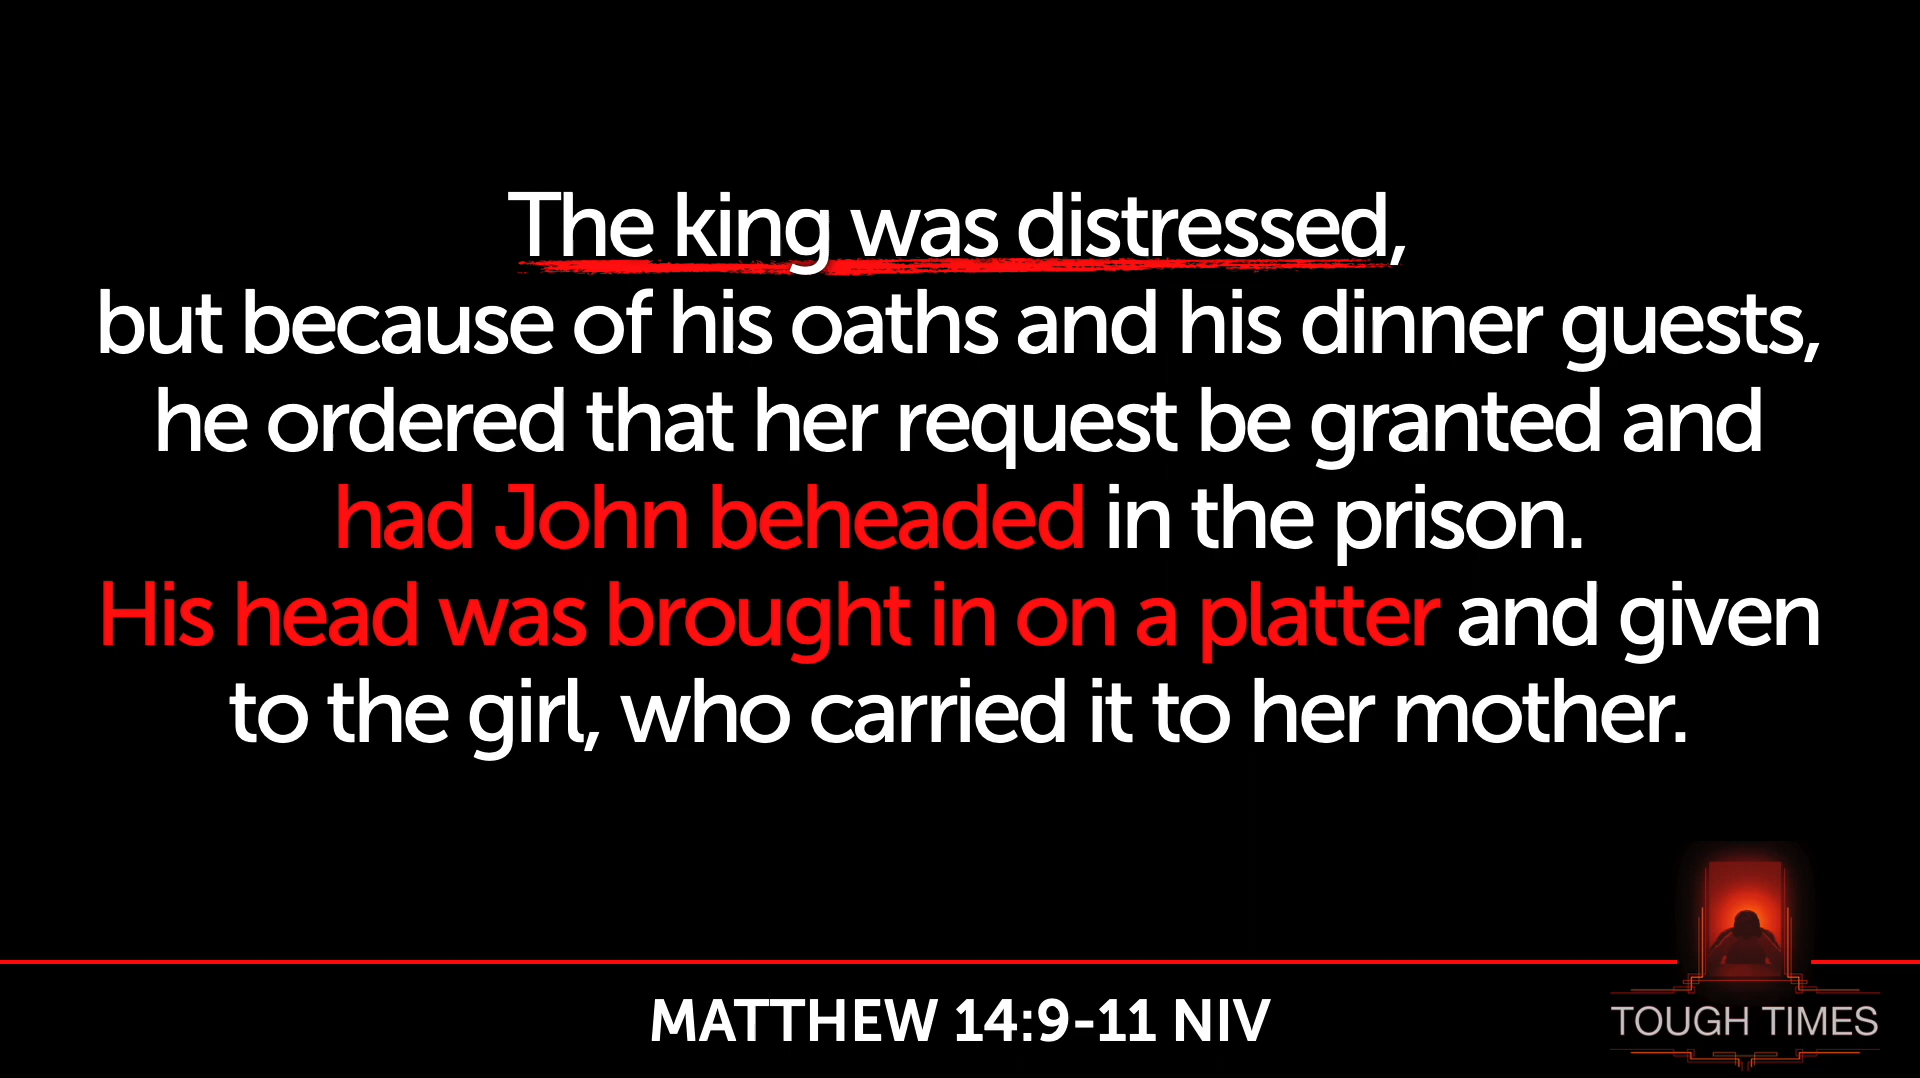 The king was distressed,
but because of his oaths and his dinner guests,
he ordered that her request be granted and
had John beheaded in the prison.
His head was brought in on a platter and given
to the girl, who carried it to her mother.
MATTHEW 14:9-11 NIV
TOUGH TIMES